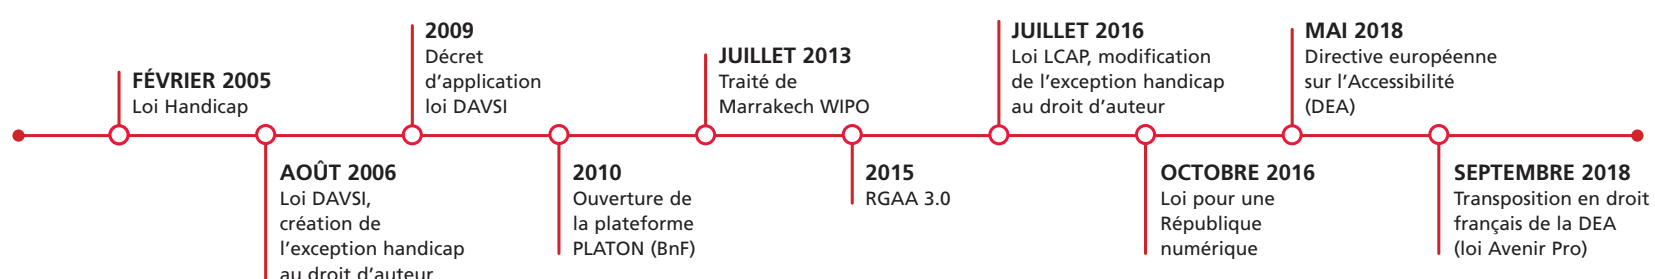 FÉVRIER 2005
Loi Handicap
AOÛT 2006
Loi DAVSI,
création de
l'exception handicap
au droit d'auteur
2009
Décret
d'application
loi DAVSI
2010
Ouverture de
la plateforme
PLATON (BnF)
JUILLET 2013
Traité de
Marrakech WIPO
2015
RGAA 3.0
JUILLET 2016
Loi LCAP, modification
de l'exception handicap
au droit d'auteur
OCTOBRE 2016
Loi pour une
République
numérique
MAI 2018
Directive européenne
sur l'Accessibilité
(DEA)
SEPTEMBRE 2018
Transposition en droit
français de la DEA
(loi Avenir Pro)